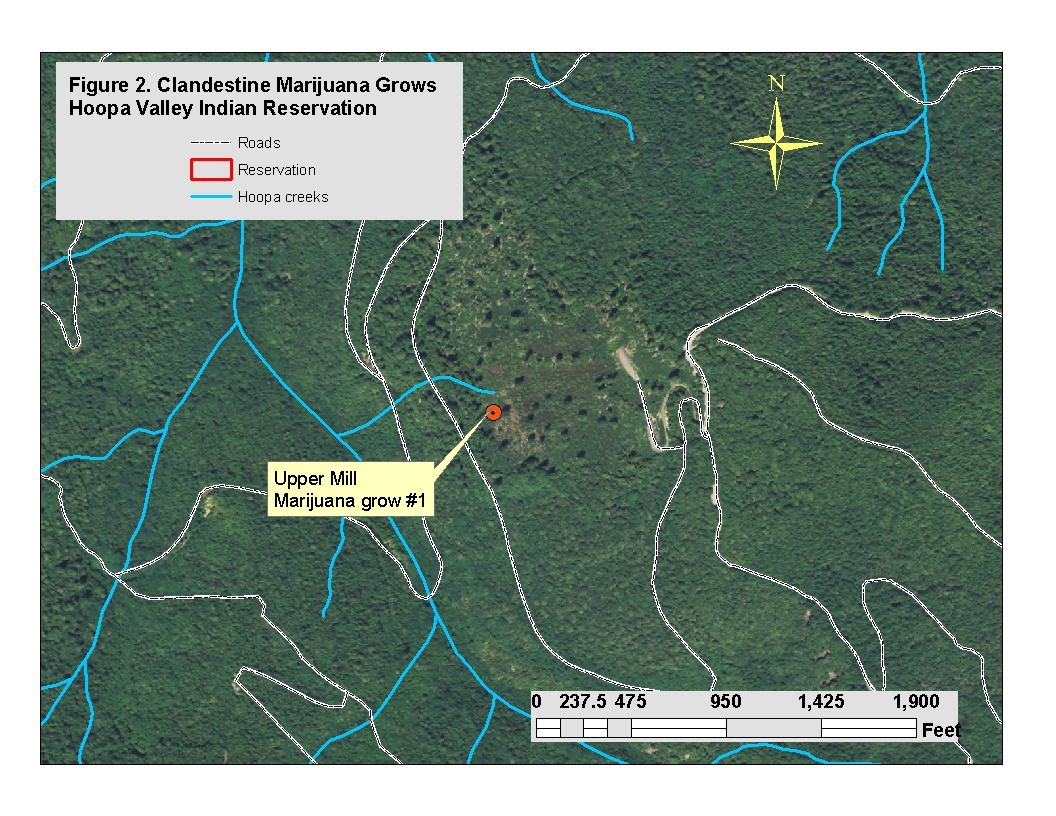 Figure 2. Clandestine Marijuana Grows
Hoopa Valley Indian Reservation
Roads
Reservation
Hoopa creeks
N
Upper Mill
Marijuana grow #1
0 237.5 475 950 1,425 1,900
Feet